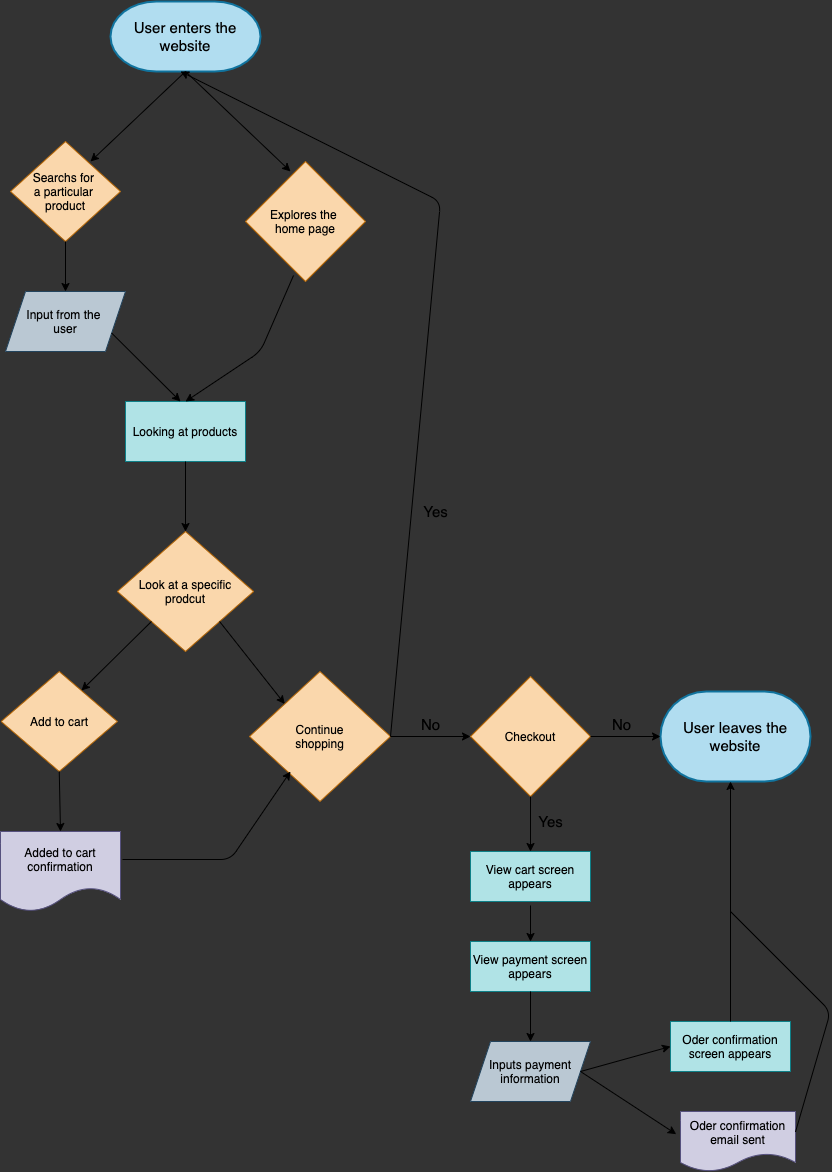 User enters the
website
Searchs for
a particular
product
Explores the
home page
Input from the
user
Looking at products
Yes
Look at a specific
prodcut
Add to cart
Continue
shopping
No
Checkout
No
User leaves the
website
Yes
Added to cart
confirmation
View cart screen
appears
View payment screen
appears
Inputs payment
information
Oder confirmation
screen appears
Oder confirmation
email sent